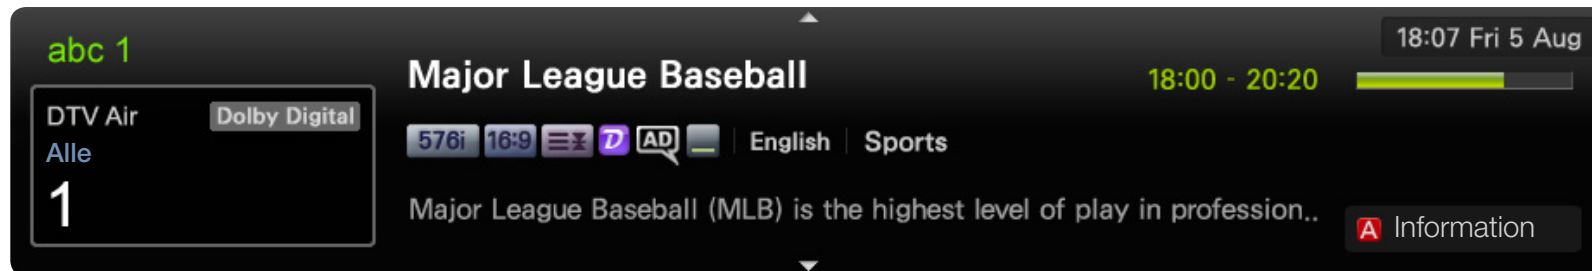 abc 1
DTV Air Dolby Digital
Alle
1
18:07 Fri 5 Aug
Major League Baseball 18:00 - 20:20
576i 16:9 D AD English Sports
Major League Baseball (MLB) is the highest level of play in profession..
A Information